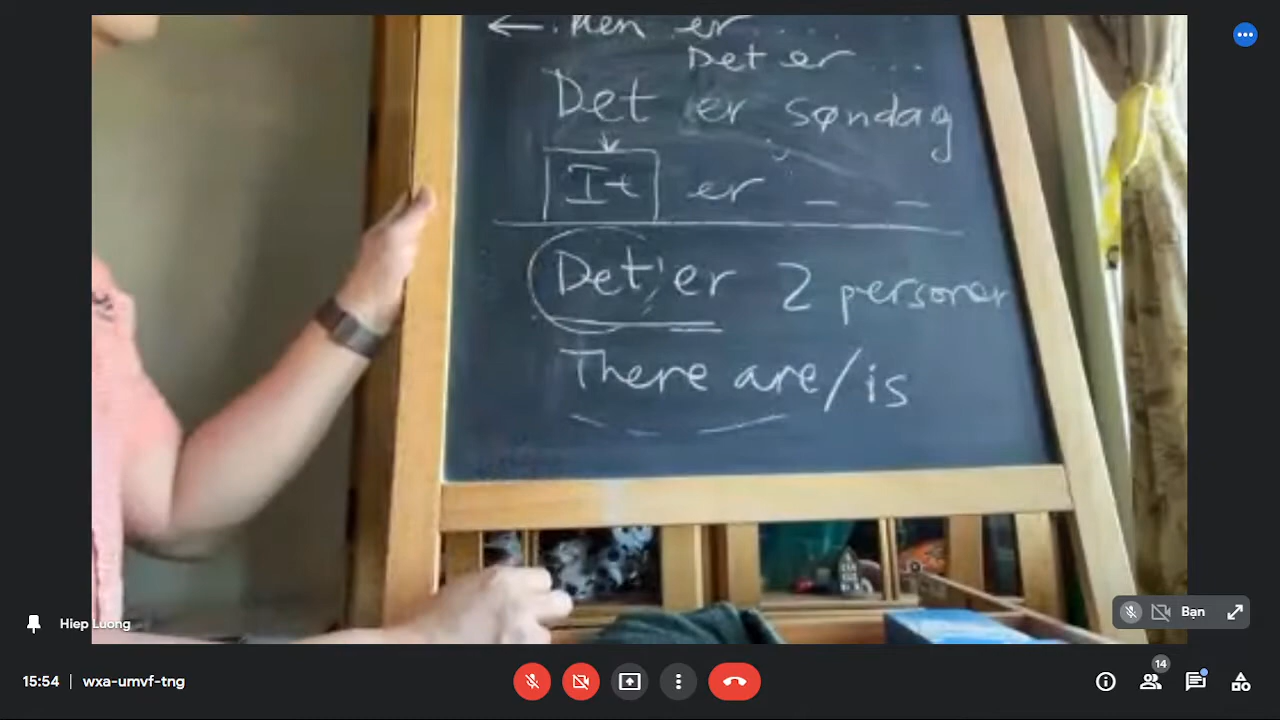 ← . Men er ...
Det er ...
Det er søndag
It er _ _
Det er 2 personer
There are/is
Hiep Luong
Bạn
15:54 | wxa-umvf-tng
14